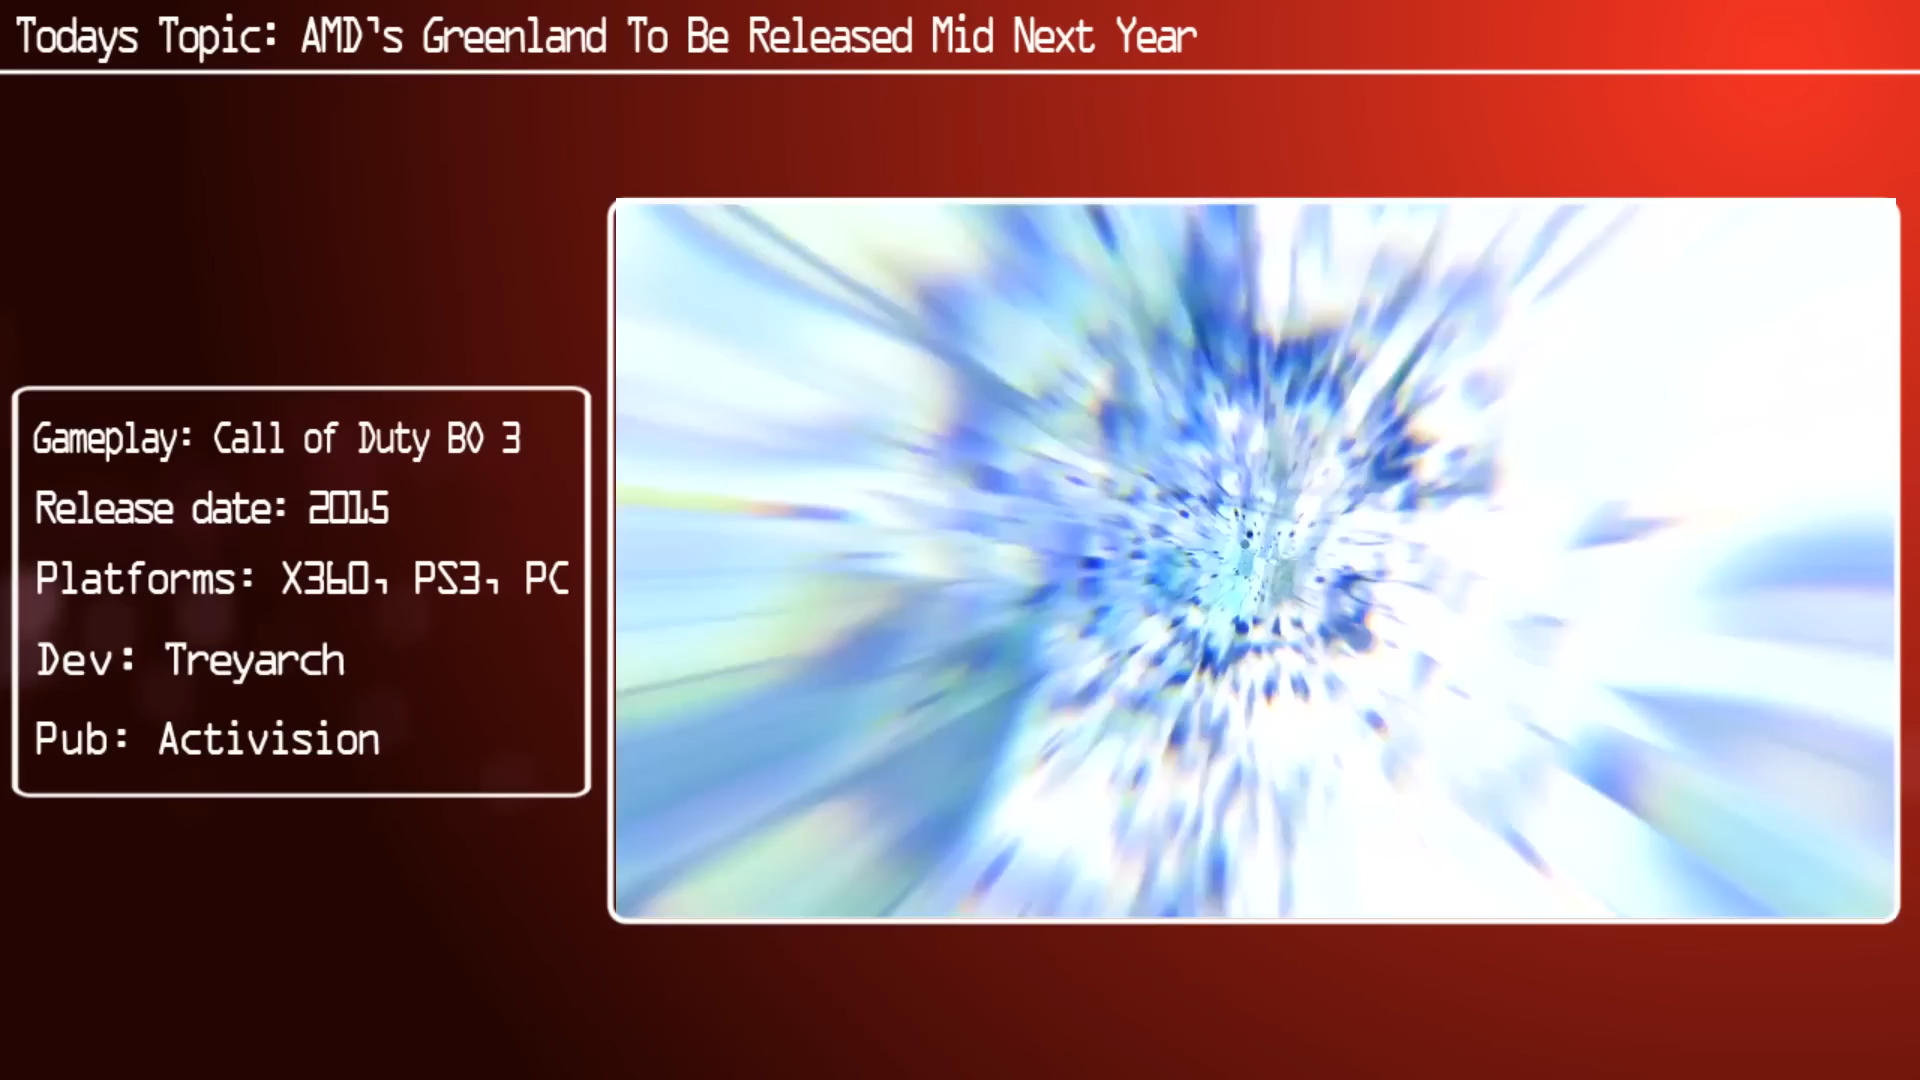 Todays Topic: AMD's Greenland To Be Released Mid Next Year
Gameplay: Call of Duty BO 3
Release date: 2015
Platforms: X360, PS3, PC
Dev: Treyarch
Pub: Activision